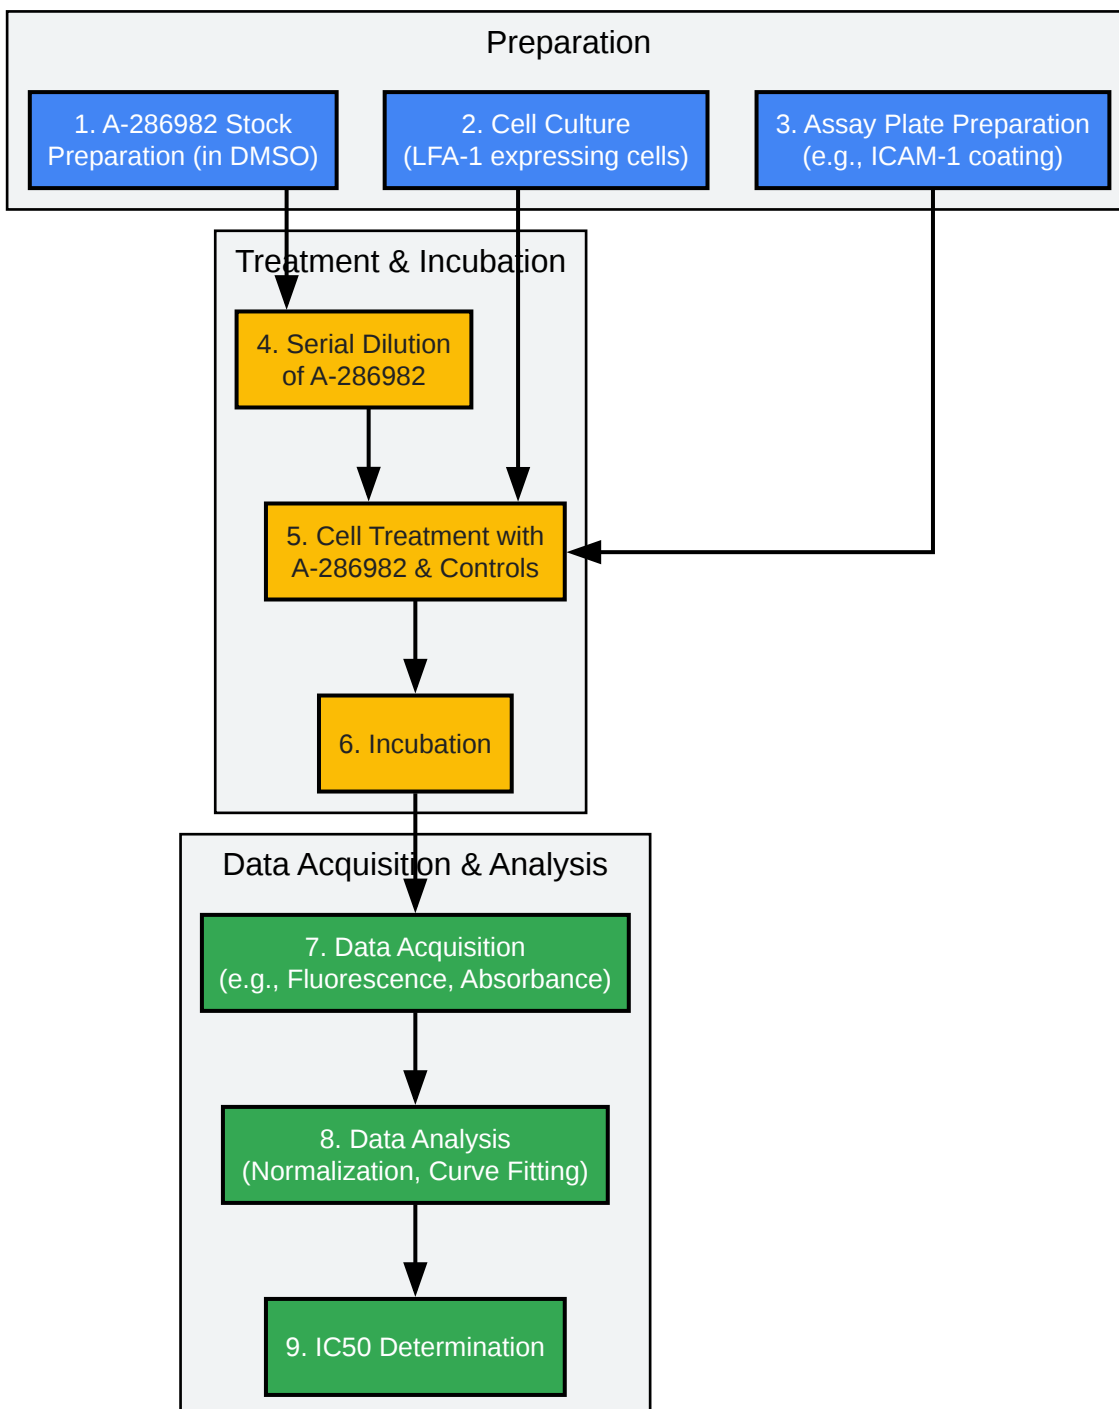 Preparation
1. A-286982 Stock
Preparation (in DMSO)
2. Cell Culture
(LFA-1 expressing cells)
3. Assay Plate Preparation
(e.g., ICAM-1 coating)
Treatment & Incubation
4. Serial Dilution
of A-286982
5. Cell Treatment with
A-286982 & Controls
6. Incubation
Data Acquisition & Analysis
7. Data Acquisition
(e.g., Fluorescence, Absorbance)
8. Data Analysis
(Normalization, Curve Fitting)
9. IC50 Determination